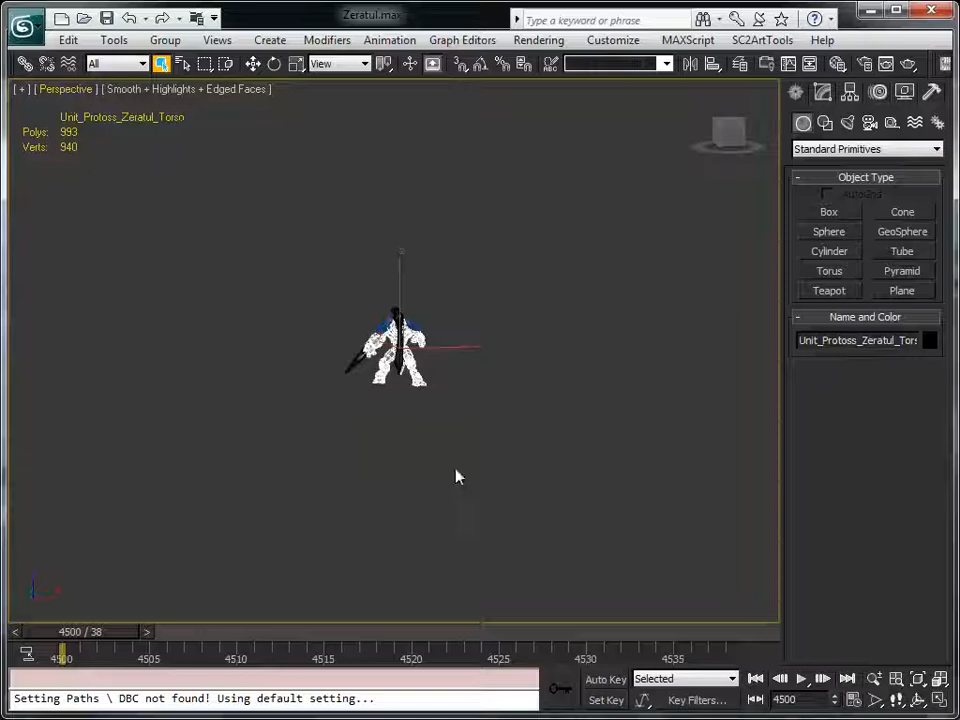 Zeratul.max
Type a keyword or phrase
Edit Tools Group Views Create Modifiers Animation Graph Editors Rendering Customize MAXScript SC2ArtTools Help
All View
[ + ] [ Perspective ] [ Smooth + Highlights + Edged Faces ]
Unit_Protoss_Zeratul_Torso
Polys: 993
Verts: 940
Standard Primitives
- Object Type
AutoGrid
Box Cone
Sphere GeoSphere
Cylinder Tube
Torus Pyramid
Teapot Plane
- Name and Color
Unit_Protoss_Zeratul_Tors
< 4500 / 38 >
4500 4505 4510 4515 4520 4525 4530 4535
Auto Key Selected
Setting Paths \ DBC not found! Using default setting...
Set Key Key Filters... 4500